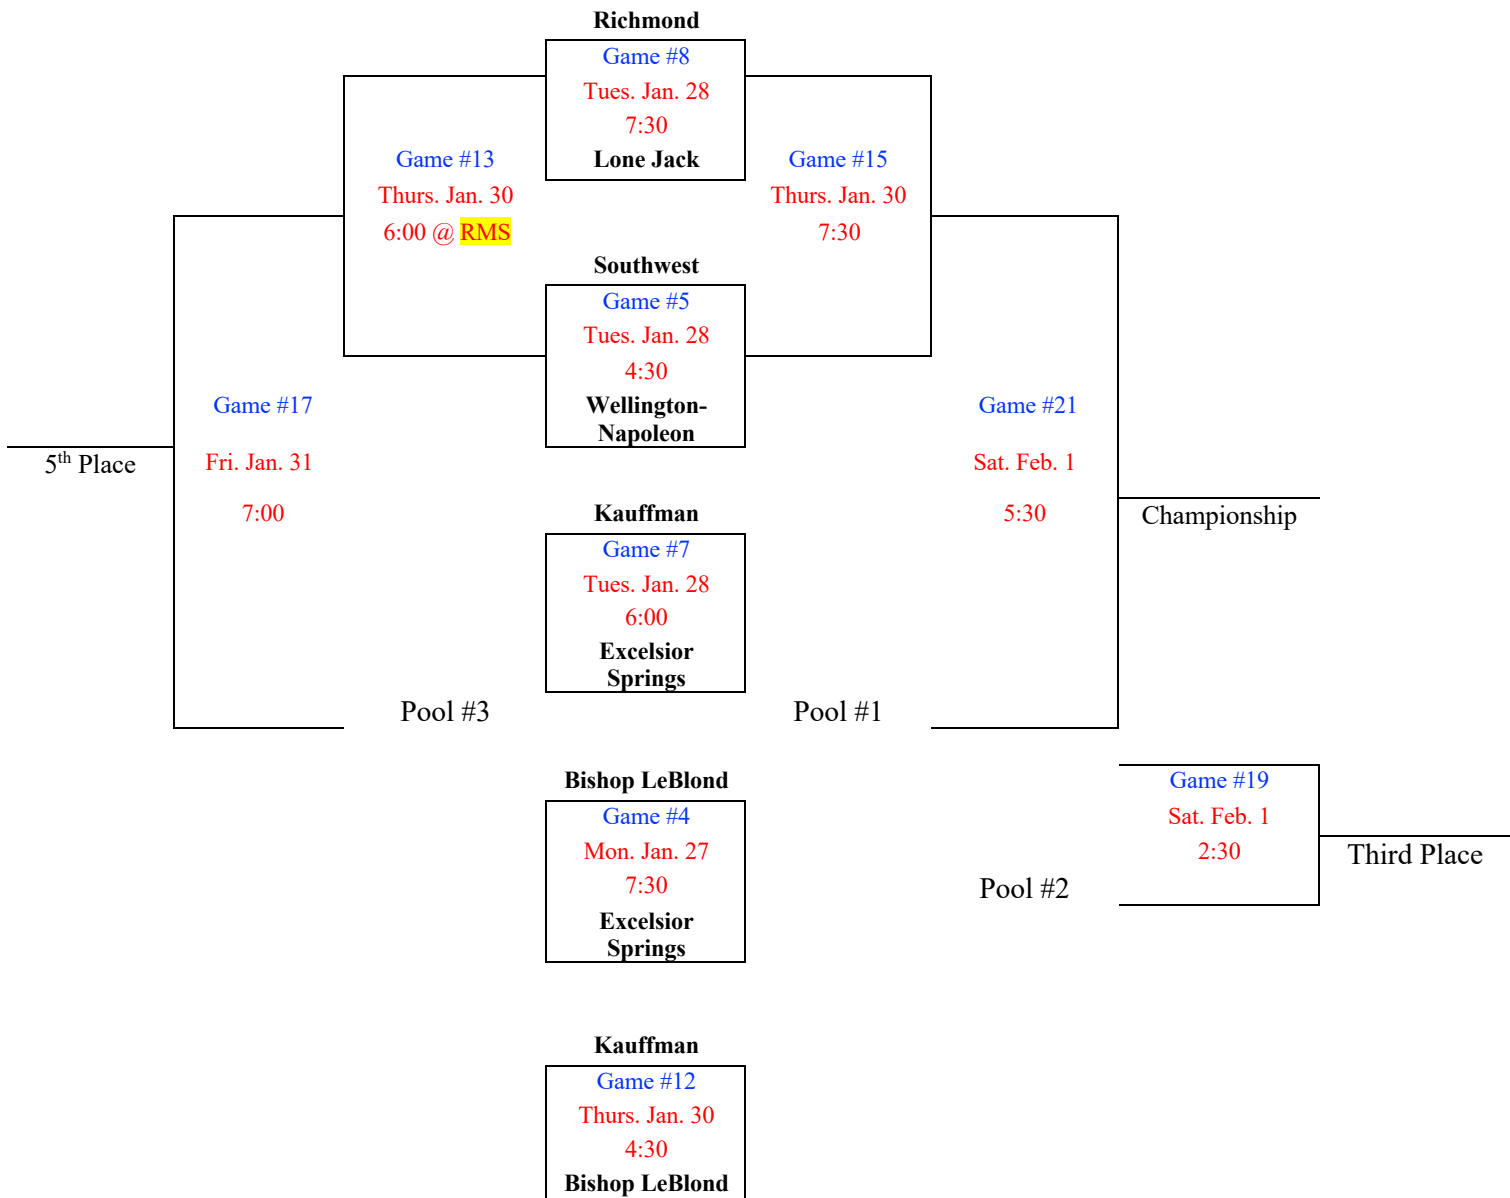 Richmond
Game #8
Tues. Jan. 28
7:30
Lone Jack
Game #13
Thurs. Jan. 30
6:00 @ RMS
Game #15
Thurs. Jan. 30
7:30
Southwest
Game #5
Tues. Jan. 28
4:30
Wellington-
Napoleon
Game #17
Fri. Jan. 31
7:00
5th Place
Game #21
Sat. Feb. 1
5:30
Championship
Kauffman
Game #7
Tues. Jan. 28
6:00
Excelsior
Springs
Pool #3
Pool #1
Bishop LeBlond
Game #4
Mon. Jan. 27
7:30
Excelsior
Springs
Game #19
Sat. Feb. 1
2:30
Third Place
Pool #2
Kauffman
Game #12
Thurs. Jan. 30
4:30
Bishop LeBlond